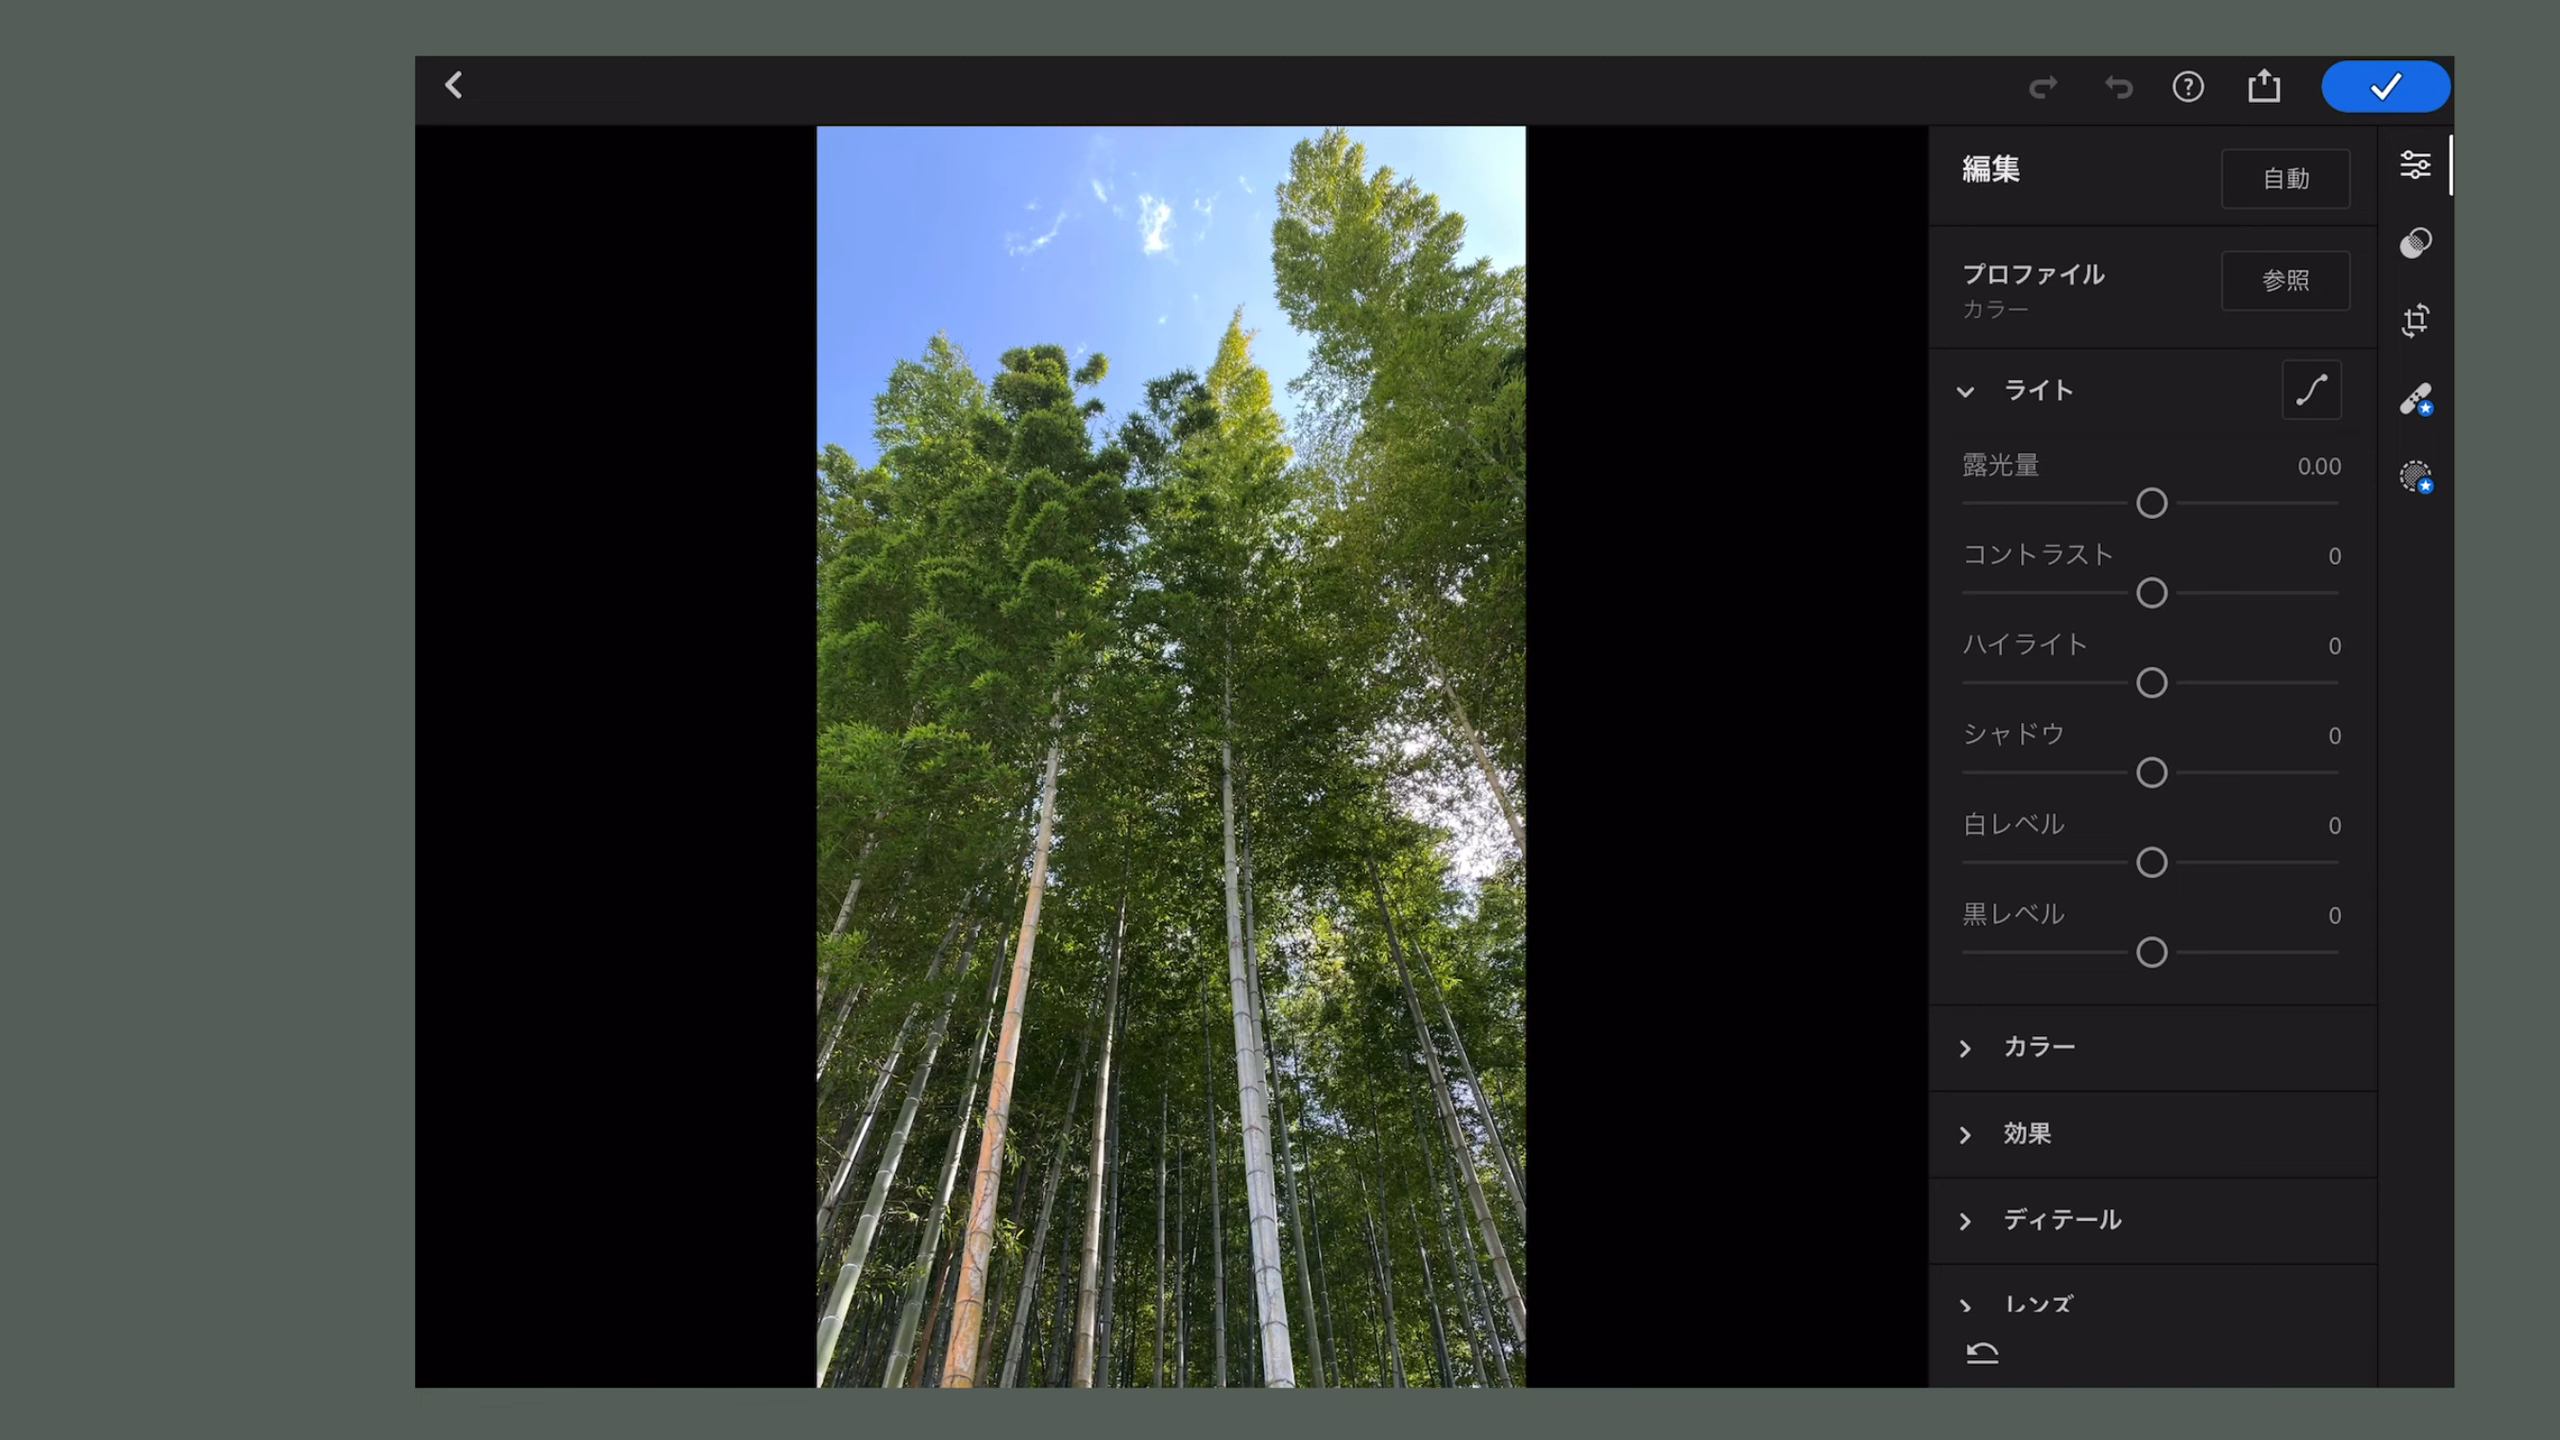 編集
自動
プロファイル
参照
カラー
ライト
露光量 0.00
コントラスト 0
ハイライト 0
シャドウ 0
白レベル 0
黒レベル 0
カラー
効果
ディテール
レンズ